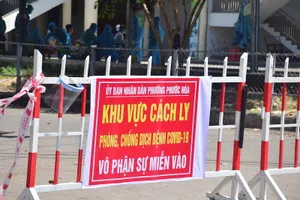 ỦY BAN NHÂN DÂN PHƯỜNG PHƯỚC HÒA
KHU VỰC CÁCH LY
PHÒNG, CHỐNG DỊCH BỆNH COVID-19
VÔ PHẬN SỰ MIỄN VÀO